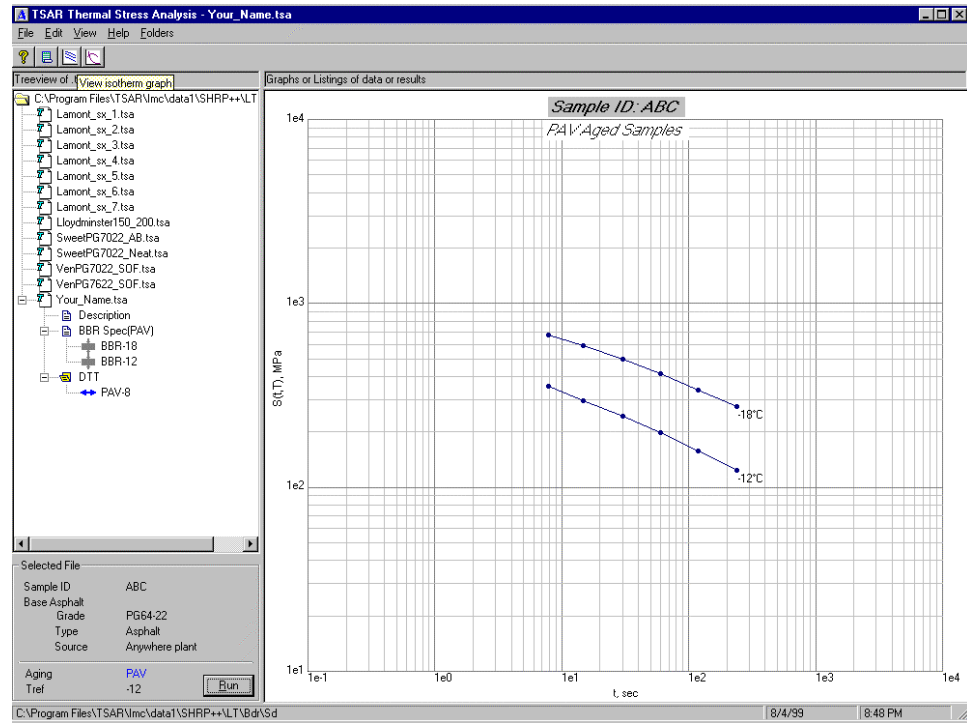 TSAR Thermal Stress Analysis - Your_Name.tsa
File Edit View Help Folders
Treeview of .t
View isotherm graph
Graphs or Listings of data or results
C:\Program Files\TSAR\Imc\data1\SHRP++\LT
Lamont_sx_1.tsa
Lamont_sx_2.tsa
Lamont_sx_3.tsa
Lamont_sx_4.tsa
Lamont_sx_5.tsa
Lamont_sx_6.tsa
Lamont_sx_7.tsa
Lloydminster150_200.tsa
SweetPG7022_AB.tsa
SweetPG7022_Neat.tsa
VenPG7022_SOF.tsa
VenPG7622_SOF.tsa
Your_Name.tsa
Description
BBR Spec(PAV)
BBR-18
BBR-12
DTT
PAV-8
Selected File
Sample ID ABC
Base Asphalt
Grade PG64-22
Type Asphalt
Source Anywhere plant
Aging PAV
Tref -12
Run
Sample ID: ABC
PAV Aged Samples
1e4
1e3
1e2
1e1
S(t,T), MPa
-18°C
-12°C
1e-1 1e0 1e1 1e2 1e3 1e4
t, sec
C:\Program Files\TSAR\Imc\data1\SHRP++\LT\Bdr\Sd
8/4/99 8:48 PM